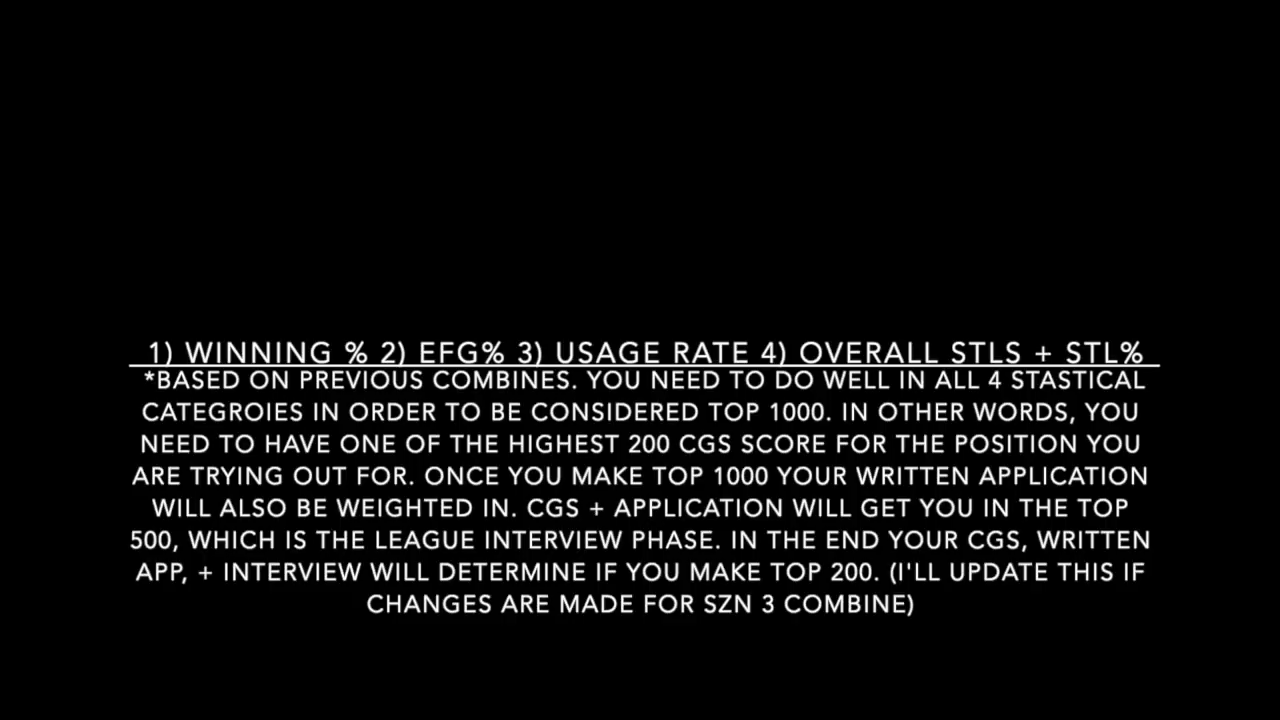 1) WINNING % 2) EFG% 3) USAGE RATE 4) OVERALL STLS + STL%
*BASED ON PREVIOUS COMBINES. YOU NEED TO DO WELL IN ALL 4 STASTICAL
CATEGROIES IN ORDER TO BE CONSIDERED TOP 1000. IN OTHER WORDS, YOU
NEED TO HAVE ONE OF THE HIGHEST 200 CGS SCORE FOR THE POSITION YOU
ARE TRYING OUT FOR. ONCE YOU MAKE TOP 1000 YOUR WRITTEN APPLICATION
WILL ALSO BE WEIGHTED IN. CGS + APPLICATION WILL GET YOU IN THE TOP
500, WHICH IS THE LEAGUE INTERVIEW PHASE. IN THE END YOUR CGS, WRITTEN
APP, + INTERVIEW WILL DETERMINE IF YOU MAKE TOP 200. (I'LL UPDATE THIS IF
CHANGES ARE MADE FOR SZN 3 COMBINE)